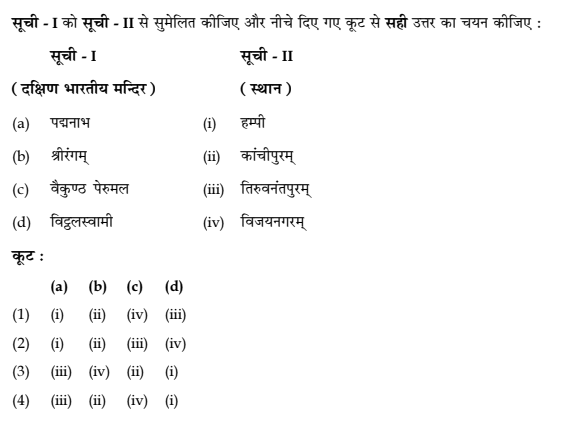 सूची - I को सूची - II से सुमेलित कीजिए और नीचे दिए गए कूट से सही उत्तर का चयन कीजिए :
सूची - I सूची - II
( दक्षिण भारतीय मन्दिर ) ( स्थान )
(a) पद्मनाभ (i) हम्पी
(b) श्रीरंगम् (ii) कांचीपुरम्
(c) वैकुण्ठ पेरुमल (iii) तिरुवनंतपुरम्
(d) विट्ठलस्वामी (iv) विजयनगरम्
कूट :
(a) (b) (c) (d)
(1) (i) (ii) (iv) (iii)
(2) (i) (ii) (iii) (iv)
(3) (iii) (iv) (ii) (i)
(4) (iii) (ii) (iv) (i)